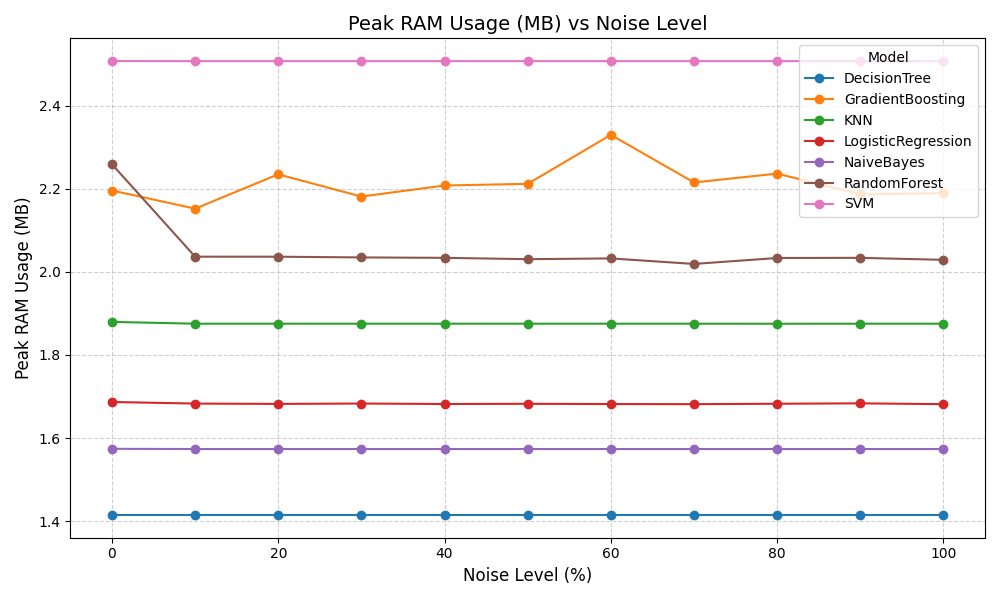 Peak RAM Usage (MB) vs Noise Level
Peak RAM Usage (MB)
2.4
2.2
2.0
1.8
1.6
1.4
0
20
40
60
80
100
Noise Level (%)
Model
DecisionTree
GradientBoosting
KNN
LogisticRegression
NaiveBayes
RandomForest
SVM